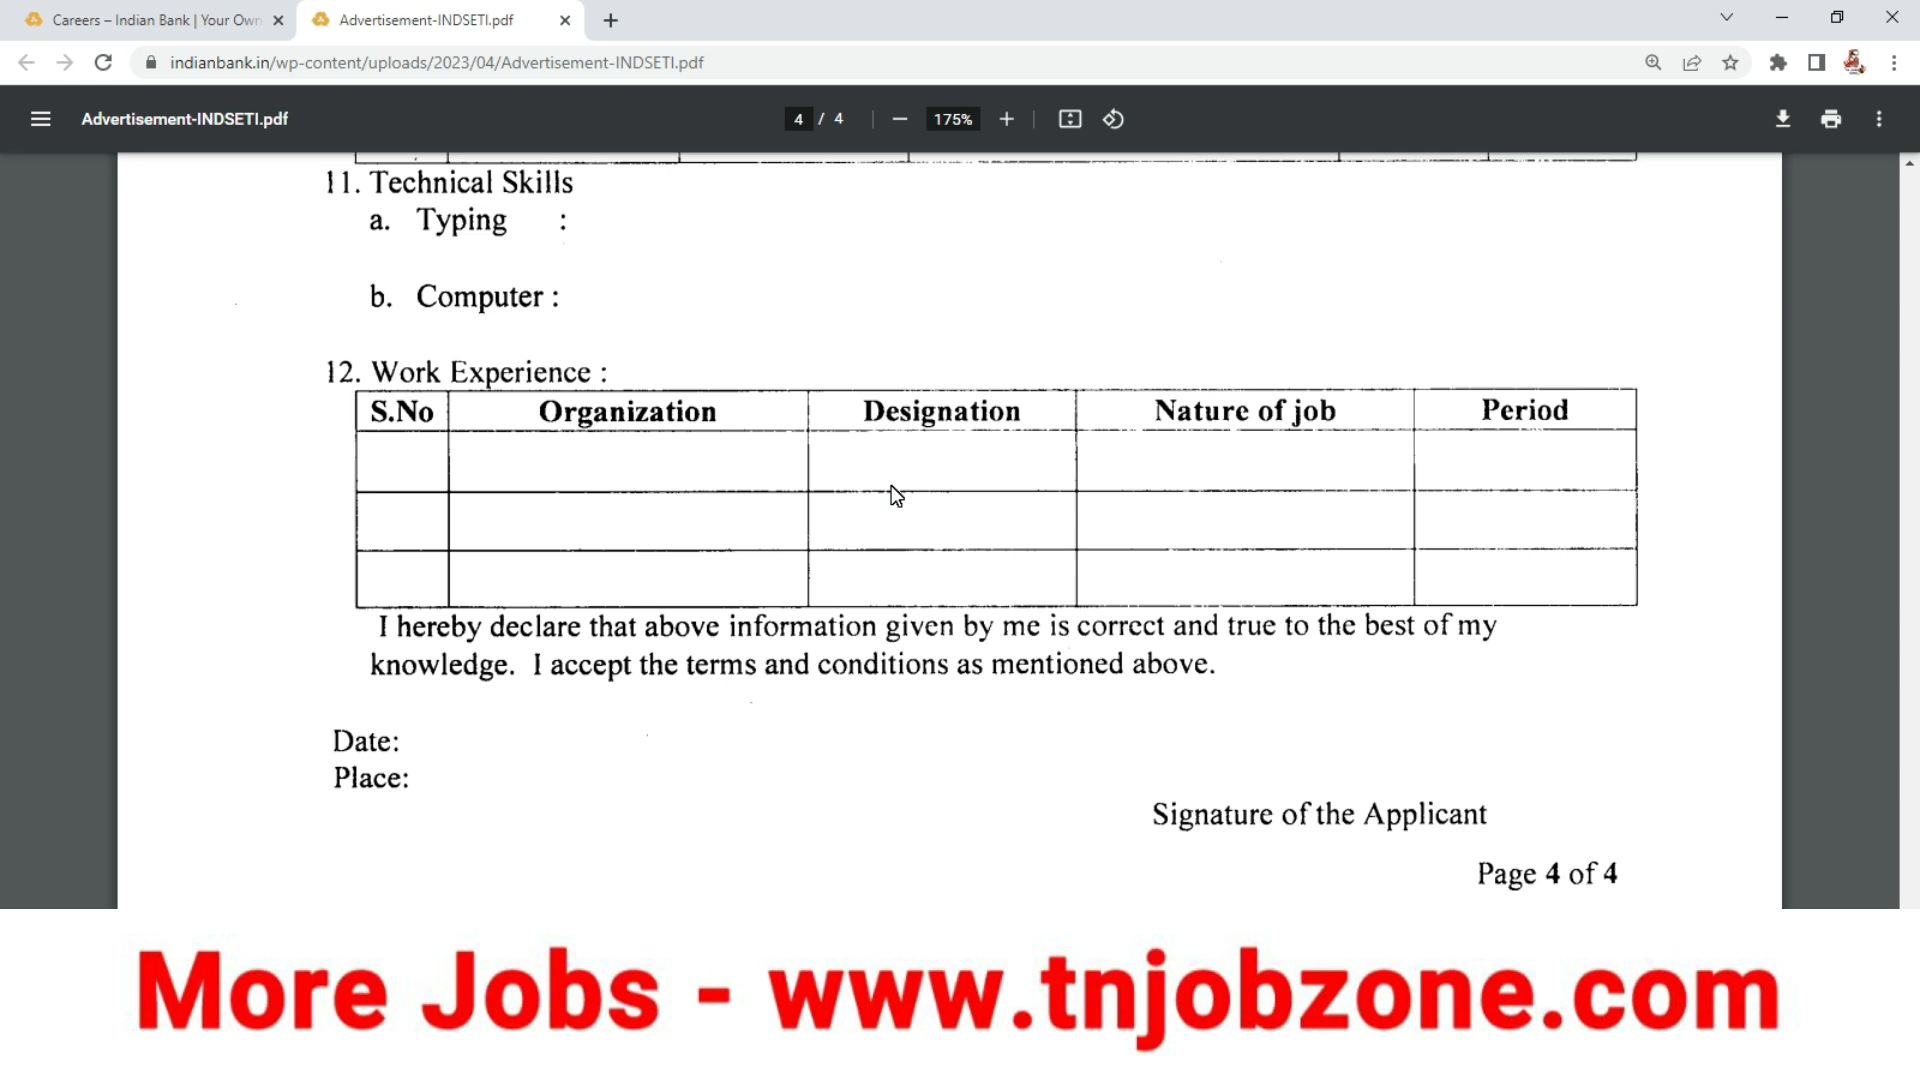 Careers – Indian Bank | Your Own
Advertisement-INDSETI.pdf
indianbank.in/wp-content/uploads/2023/04/Advertisement-INDSETI.pdf
Advertisement-INDSETI.pdf
4 / 4
175%
11. Technical Skills
a. Typing :
b. Computer :
12. Work Experience :
S.No Organization Designation Nature of job Period
I hereby declare that above information given by me is correct and true to the best of my
knowledge. I accept the terms and conditions as mentioned above.
Date:
Place:
Signature of the Applicant
Page 4 of 4
More Jobs - www.tnjobzone.com